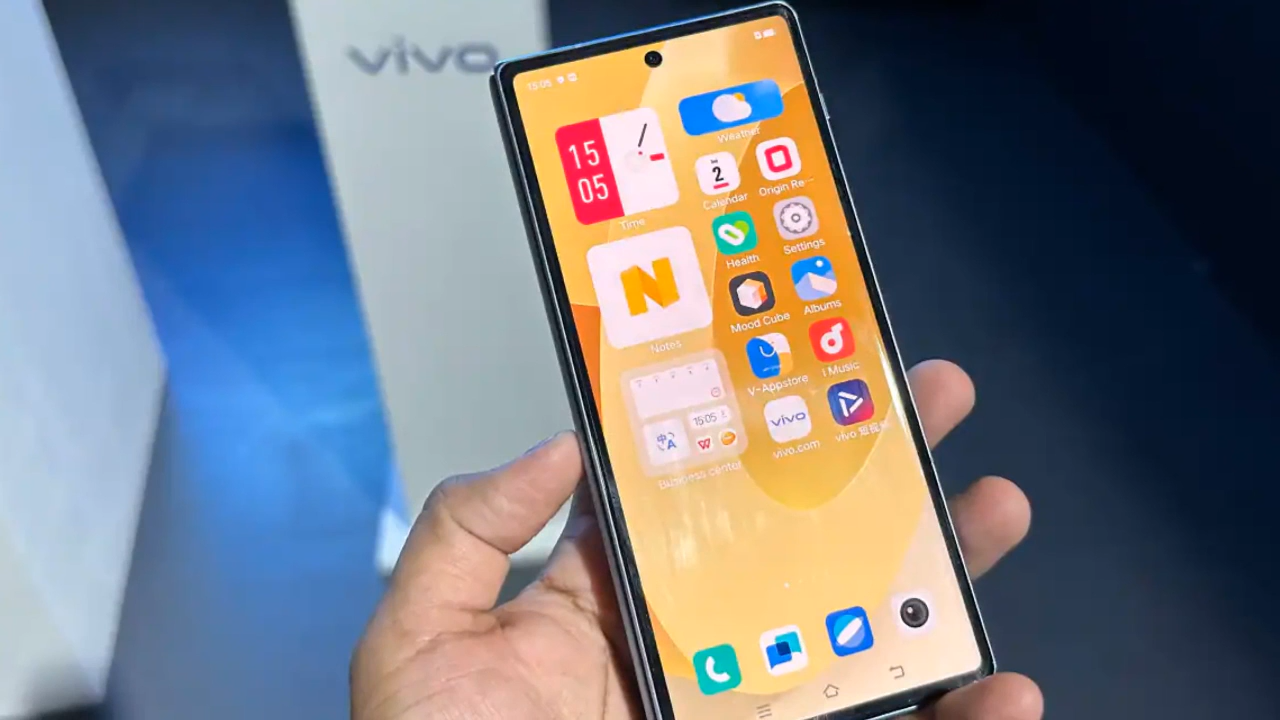 vivo
15:05
15
05
Time
Weather
2
Calendar
Origin Re...
Health
Settings
N
Notes
Mood Cube
Albums
V-Appstore
i Music
15:05
中
A
W
Business center
vivo
vivo.com
vivo